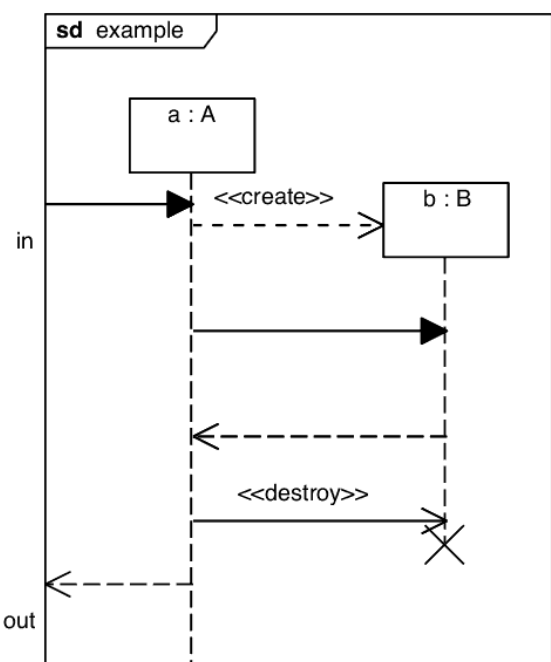 sd example
a : A
<<create>>
b : B
in
<<destroy>>
out